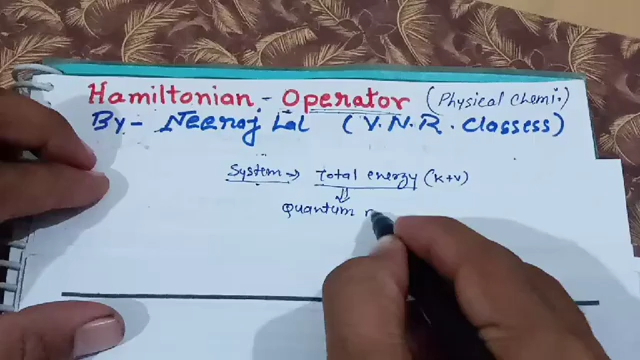 Hamiltonian - Operator (Physical Chemi.)
By - Neeraj Lal (V.N.R. Classess)
System → Total energy (K+V)
⇓
Quantum